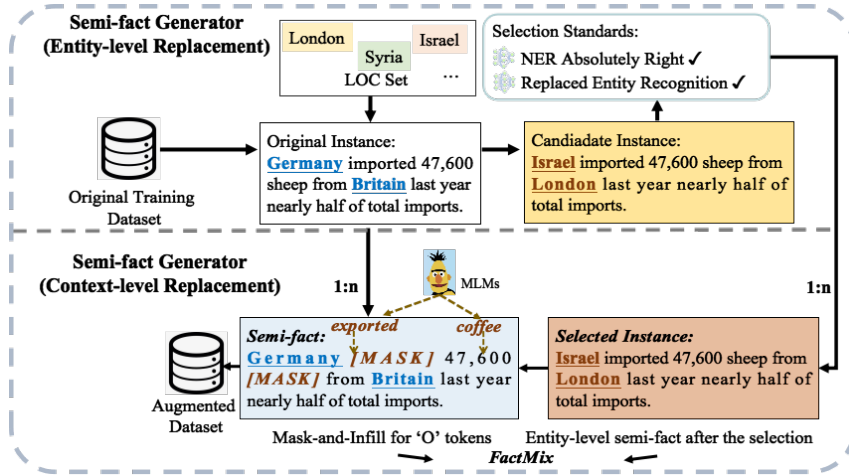 Semi-fact Generator
(Entity-level Replacement)
London
Israel
Syria
LOC Set
...
Selection Standards:
NER Absolutely Right ✓
Replaced Entity Recognition ✓
Original Training
Dataset
Original Instance:
Germany imported 47,600
sheep from Britain last year
nearly half of total imports.
Candiadate Instance:
Israel imported 47,600 sheep from
London last year nearly half of
total imports.
Semi-fact Generator
(Context-level Replacement)
1:n
MLMs
1:n
exported
coffee
Semi-fact:
Germany [MASK] 47,600
[MASK] from Britain last year
nearly half of total imports.
Selected Instance:
Israel imported 47,600 sheep from
London last year nearly half of
total imports.
Augmented
Dataset
Mask-and-Infill for 'O' tokens
Entity-level semi-fact after the selection
FactMix